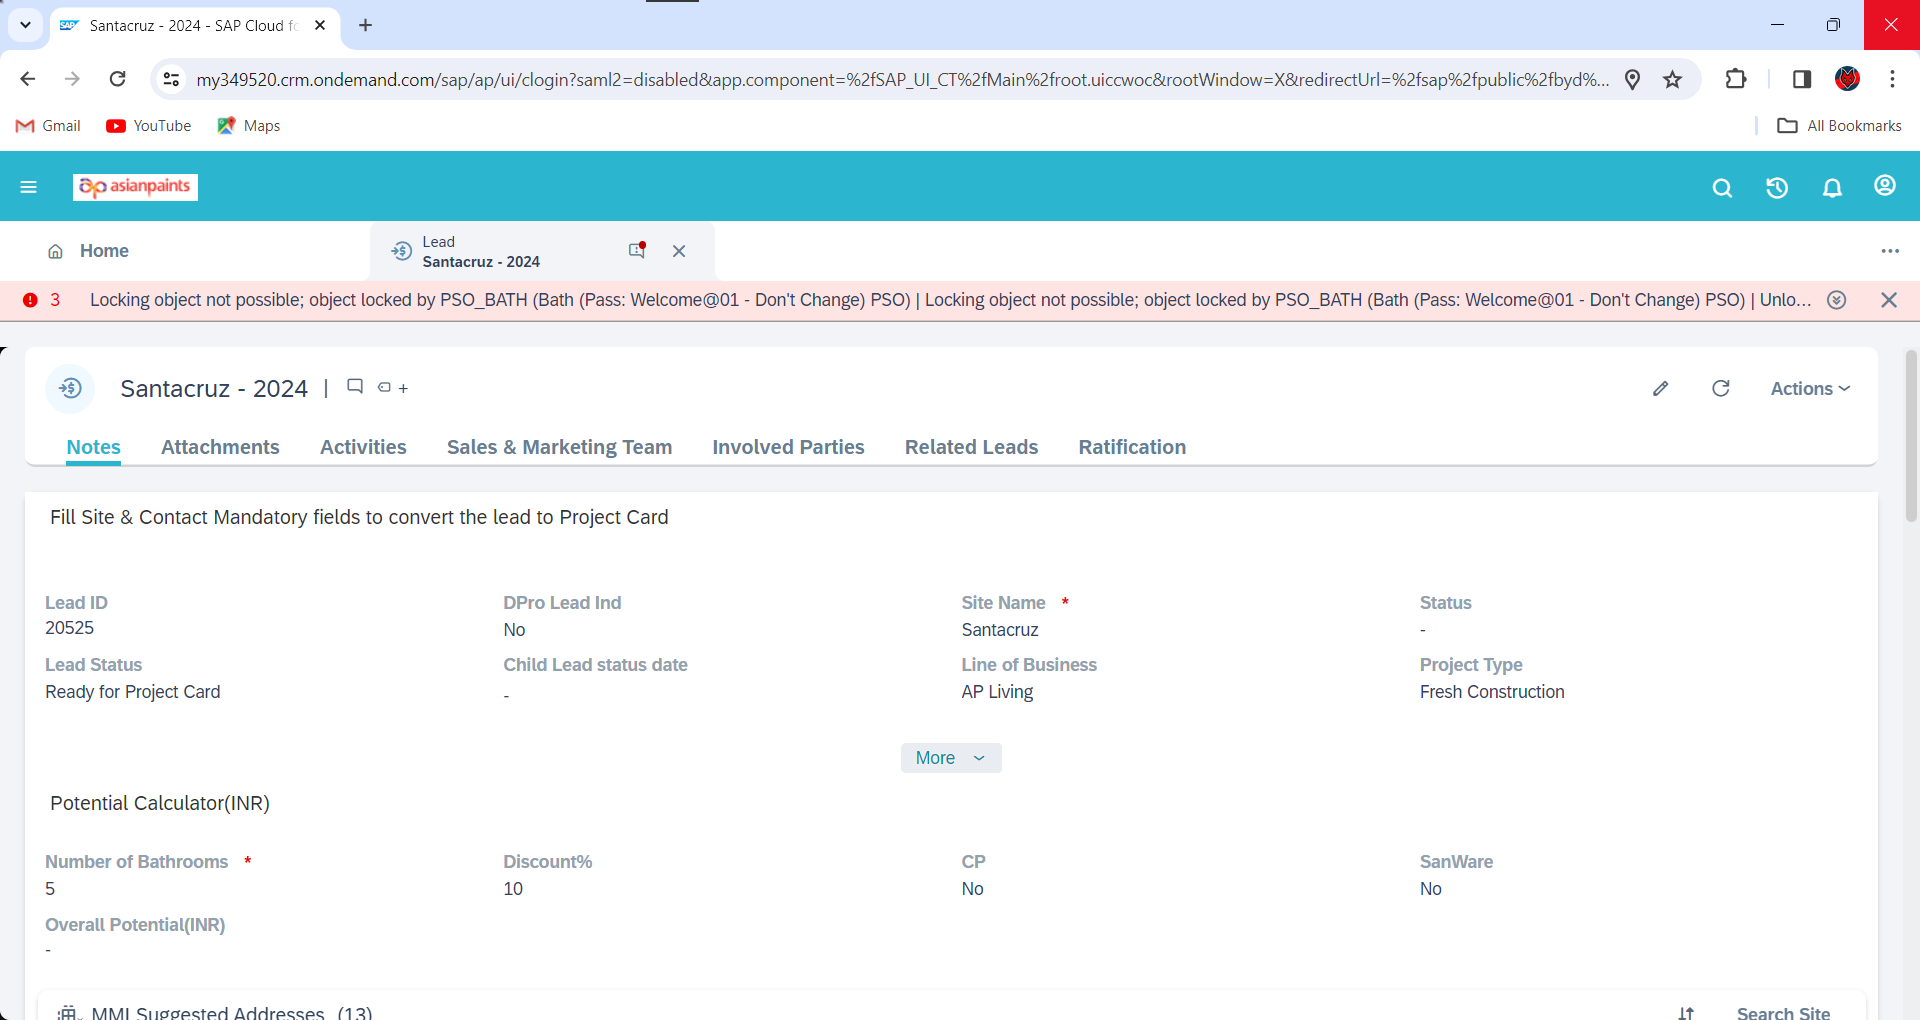 Santacruz - 2024 - SAP Cloud fo
my349520.crm.ondemand.com/sap/ap/ui/clogin?saml2=disabled&app.component=%2fSAP_UI_CT%2fMain%2froot.uiccwoc&rootWindow=X&redirectUrl=%2fsap%2fpublic%2fbyd%...
Gmail YouTube Maps All Bookmarks
asianpaints
Home
Lead
Santacruz - 2024
3 Locking object not possible; object locked by PSO_BATH (Bath (Pass: Welcome@01 - Don't Change) PSO) | Locking object not possible; object locked by PSO_BATH (Bath (Pass: Welcome@01 - Don't Change) PSO) | Unlo...
Santacruz - 2024 | + Actions
Notes Attachments Activities Sales & Marketing Team Involved Parties Related Leads Ratification
Fill Site & Contact Mandatory fields to convert the lead to Project Card
Lead ID DPro Lead Ind Site Name * Status
20525 No Santacruz -
Lead Status Child Lead status date Line of Business Project Type
Ready for Project Card - AP Living Fresh Construction
More
Potential Calculator(INR)
Number of Bathrooms * Discount% CP SanWare
5 10 No No
Overall Potential(INR)
-
MMI Suggested Addresses (13) Search Site